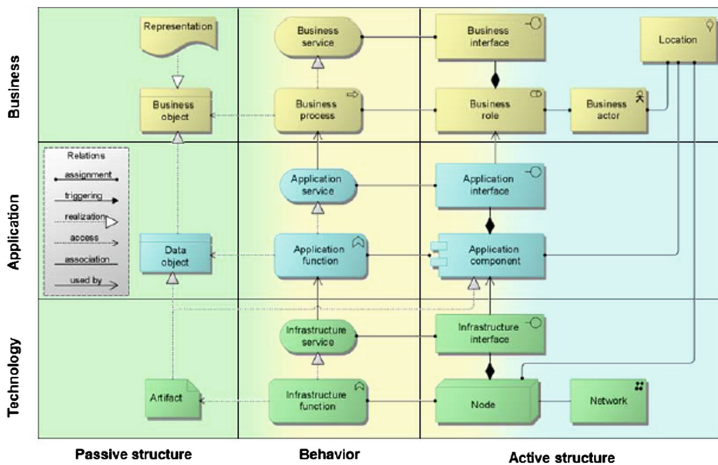 Business
Representation
Business
service
Business
interface
Location
Business
object
Business
process
Business
role
Business
actor
Application
Relations
assignment
triggering
realization
access
association
used by
Application
service
Application
interface
Data
object
Application
function
Application
component
Technology
Infrastructure
service
Infrastructure
interface
Artifact
Infrastructure
function
Node
Network
Passive structure
Behavior
Active structure